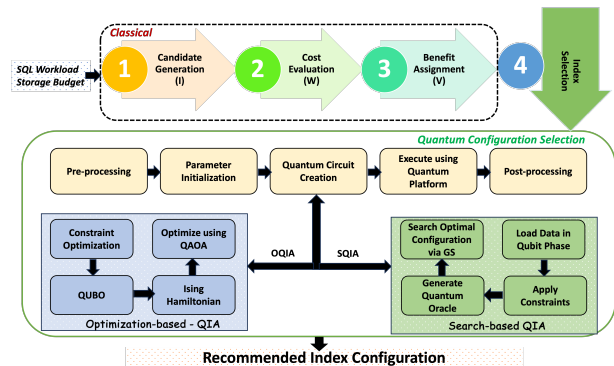 Classical
SQL Workload
Storage Budget
1
Candidate
Generation
(I)
2
Cost
Evaluation
(W)
3
Benefit
Assignment
(V)
4
Index
Selection
Quantum Configuration Selection
Pre-processing
Parameter
Initialization
Quantum Circuit
Creation
Execute using
Quantum
Platform
Post-processing
Constraint
Optimization
Optimize using
QAOA
QUBO
Ising
Hamiltonian
Optimization-based - QIA
OQIA
SQIA
Search Optimal
Configuration
via GS
Load Data in
Qubit Phase
Generate
Quantum
Oracle
Apply
Constraints
Search-based QIA
Recommended Index Configuration